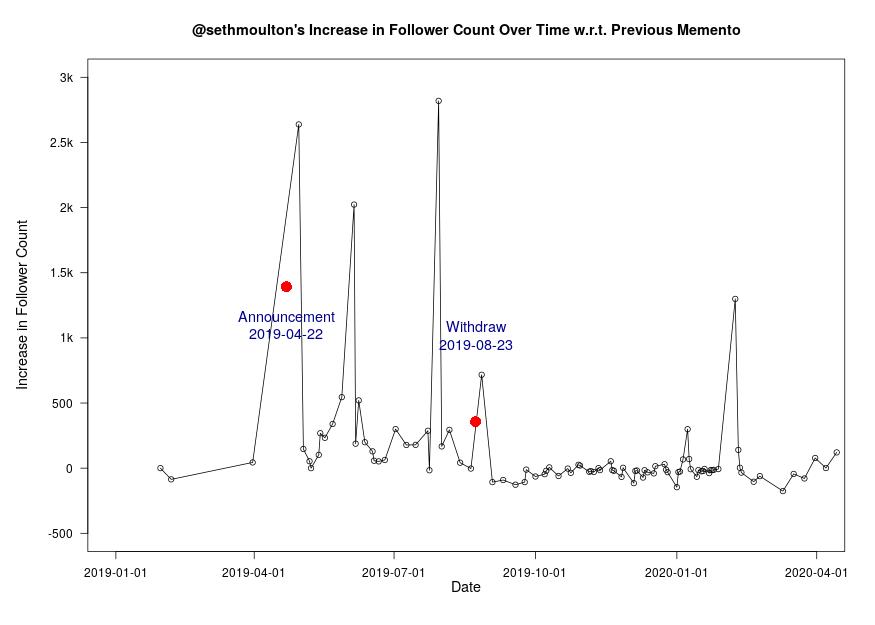 @sethmoulton's Increase in Follower Count Over Time w.r.t. Previous Memento
Increase in Follower Count
3k
2.5k
2k
1.5k
1k
500
0
-500
Announcement
2019-04-22
Withdraw
2019-08-23
2019-01-01
2019-04-01
2019-07-01
2019-10-01
2020-01-01
2020-04-01
Date